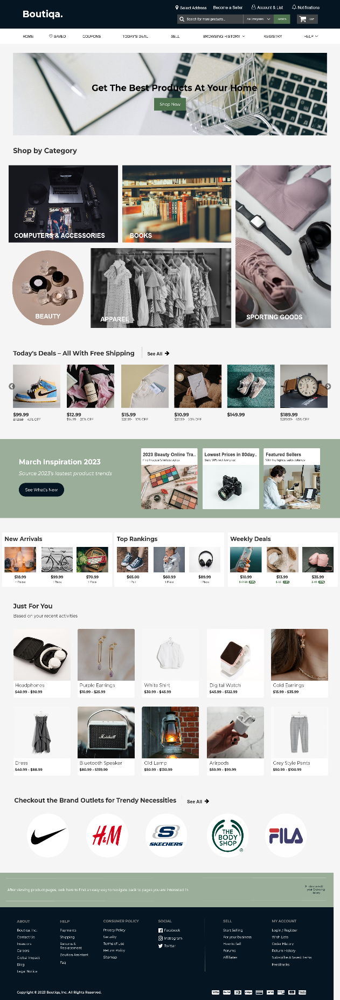 Boutiqa.
Select Address
Become a Seller
Account & List
Notifications
Search for more products...
All Categories
Search
Cart
HOME
SAVED
COUPONS
TODAY'S DEAL
SELL
BROWSING HISTORY
REGISTRY
HELP
Get The Best Products At Your Home
Shop Now
Shop by Category
COMPUTERS & ACCESSORIES
BOOKS
BEAUTY
APPAREL
SPORTING GOODS
Today's Deals – All With Free Shipping
See All
$99.99
$112.99 42% OFF
$12.99
$14.99 20% OFF
$15.99
$20.99 10% OFF
$10.99
$20.99 50% OFF
$149.99
$189.99
$289.99 65% OFF
March Inspiration 2023
Source 2023's lastest product trends
See What's New
2023 Beauty Online Tra..
Find this year's hottest styles
Lowest Prices in 80day..
Save 30% with low price
Featured Sellers
With the highest sales volumes
New Arrivals
$18.99
$99.99
1 Piece
$70.99
1 Piece
Top Rankings
$65.00
1 Pair
$60.99
1 Piece
$89.99
1 Piece
Weekly Deals
$10.99
$13.99
$35.99
Just For You
Based on your recent activities
Headphones
$40.99 - $90.99
Purple Earrings
$10.99 - $25.99
White Shirt
$30.99 - $45.99
Digital Watch
$45.99 - $122.99
Gold Earrings
$15.99 - $35.99
Dress
$40.99 - $88.99
Bluetooth Speaker
$80.99 - $159.99
Marshall
Old Lamp
$50.99 - $130.99
Arirpods
$59.99 - $99.99
Grey Style Pants
$50.99 - $100.99
Checkout the Brand Outlets for Trendy Necessities
See All
H&M
SKECHERS
THE
BODY
SHOP
FILA
After viewing product pages, look here to find an easy way to navigate back to pages you are interested in
View or Edit
your Browsing
History
ABOUT
Boutiqa, Inc.
Contact Us
Investors
Careers
Global Impact
Blog
Legal Notice
HELP
Payments
Shipping
Returns &
Replacement
Boutiqa Assistant
Faq
CONSUMER POLICY
Privacy Policy
Security
Terms of Use
Return Policy
Sitemap
SOCIAL
Facebook
Instragram
Twitter
SELL
Start Selling
For your business
How to Sell
Forums
Affiliates
MY ACCOUNT
Login / Register
Wish Lists
Order History
Return History
Subscribe & Saved Items
Feedbacks
Copyright © 2023 Boutiqa, Inc. All Rights Reserved.
VISA
PayPal
stripe